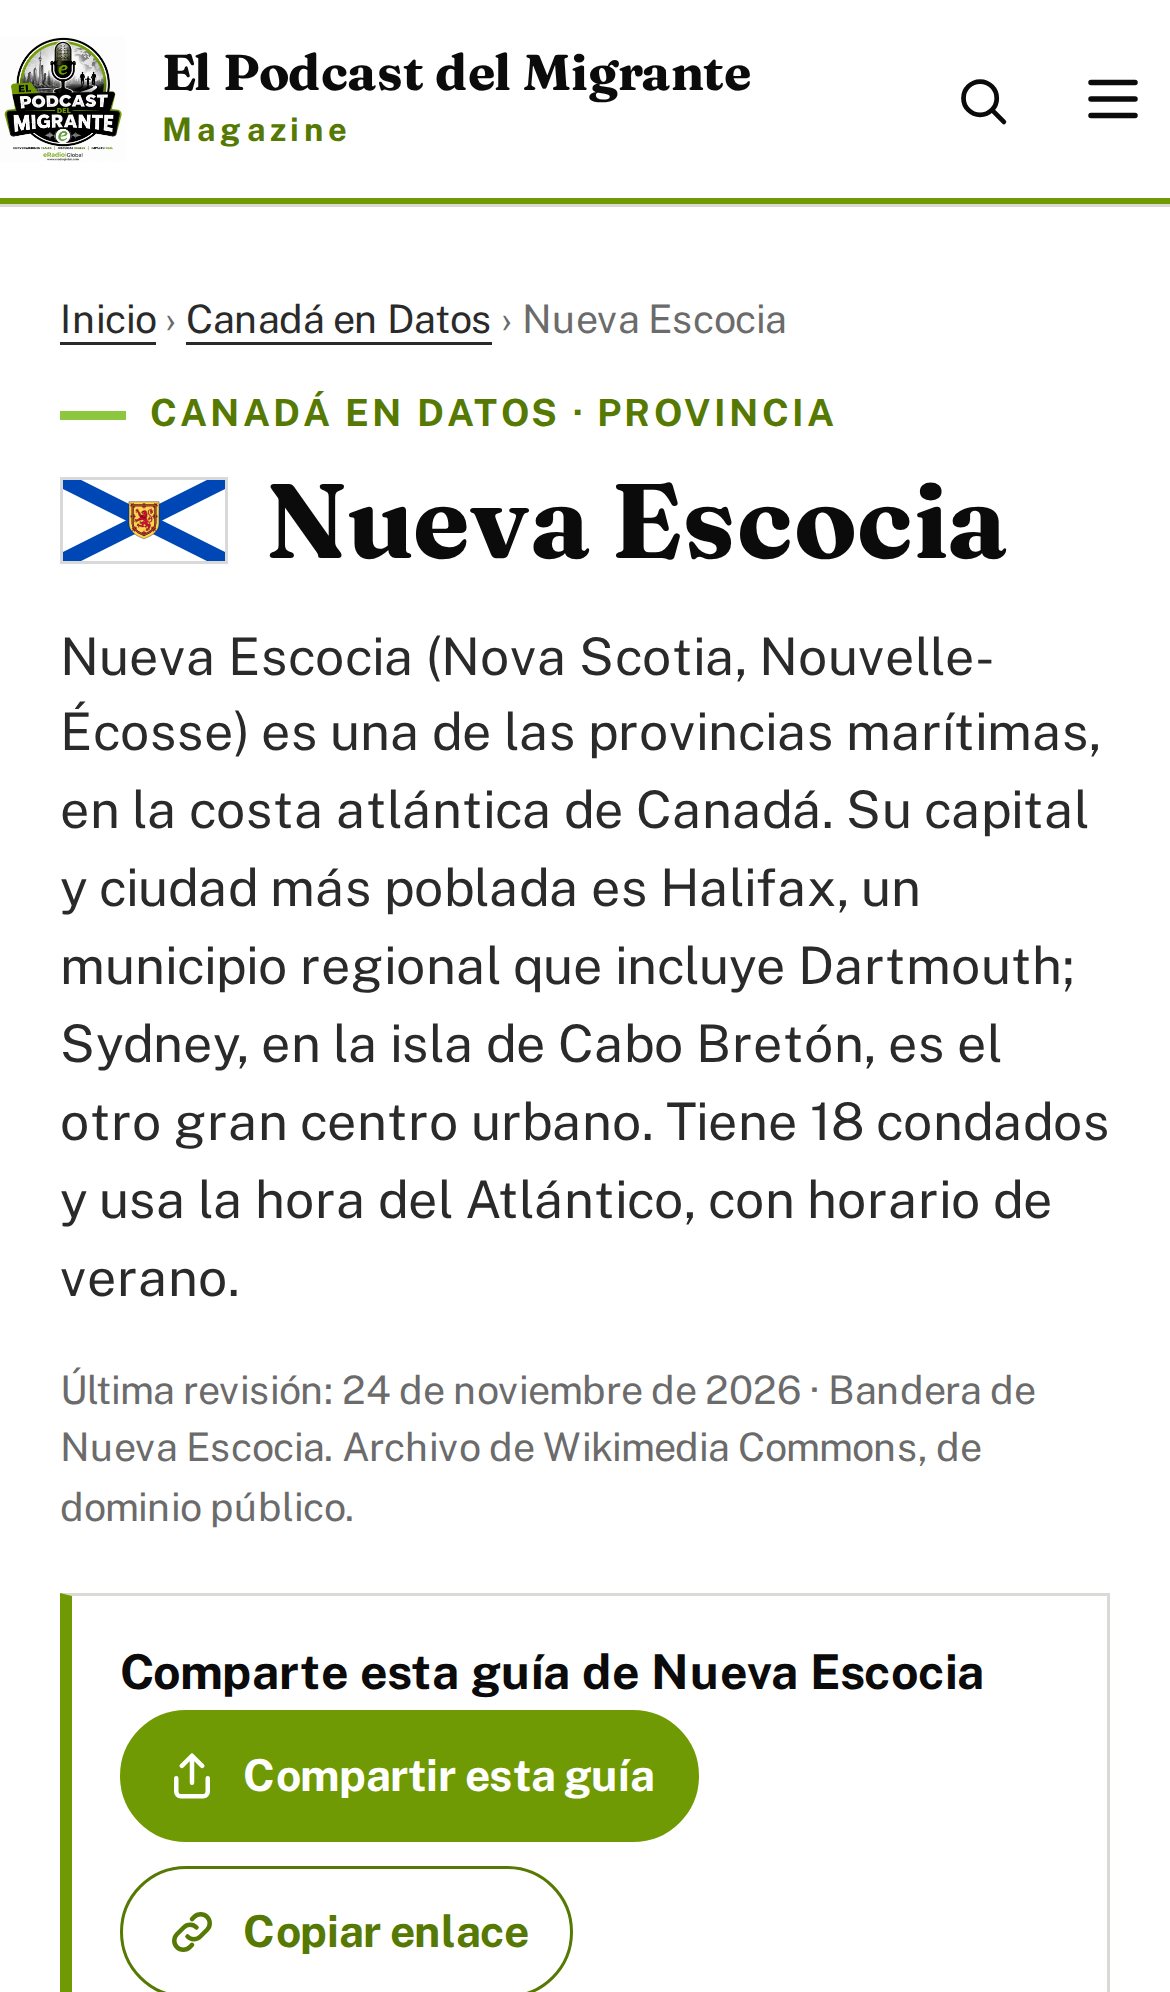 EL
PODCAST
DEL
MIGRANTE
eRadioGlobal
El Podcast del Migrante
Magazine
Inicio › Canadá en Datos › Nueva Escocia
CANADÁ EN DATOS · PROVINCIA
Nueva Escocia
Nueva Escocia (Nova Scotia, Nouvelle-
Écosse) es una de las provincias marítimas,
en la costa atlántica de Canadá. Su capital
y ciudad más poblada es Halifax, un
municipio regional que incluye Dartmouth;
Sydney, en la isla de Cabo Bretón, es el
otro gran centro urbano. Tiene 18 condados
y usa la hora del Atlántico, con horario de
verano.
Última revisión: 24 de noviembre de 2026 · Bandera de
Nueva Escocia. Archivo de Wikimedia Commons, de
dominio público.
Comparte esta guía de Nueva Escocia
Compartir esta guía
Copiar enlace